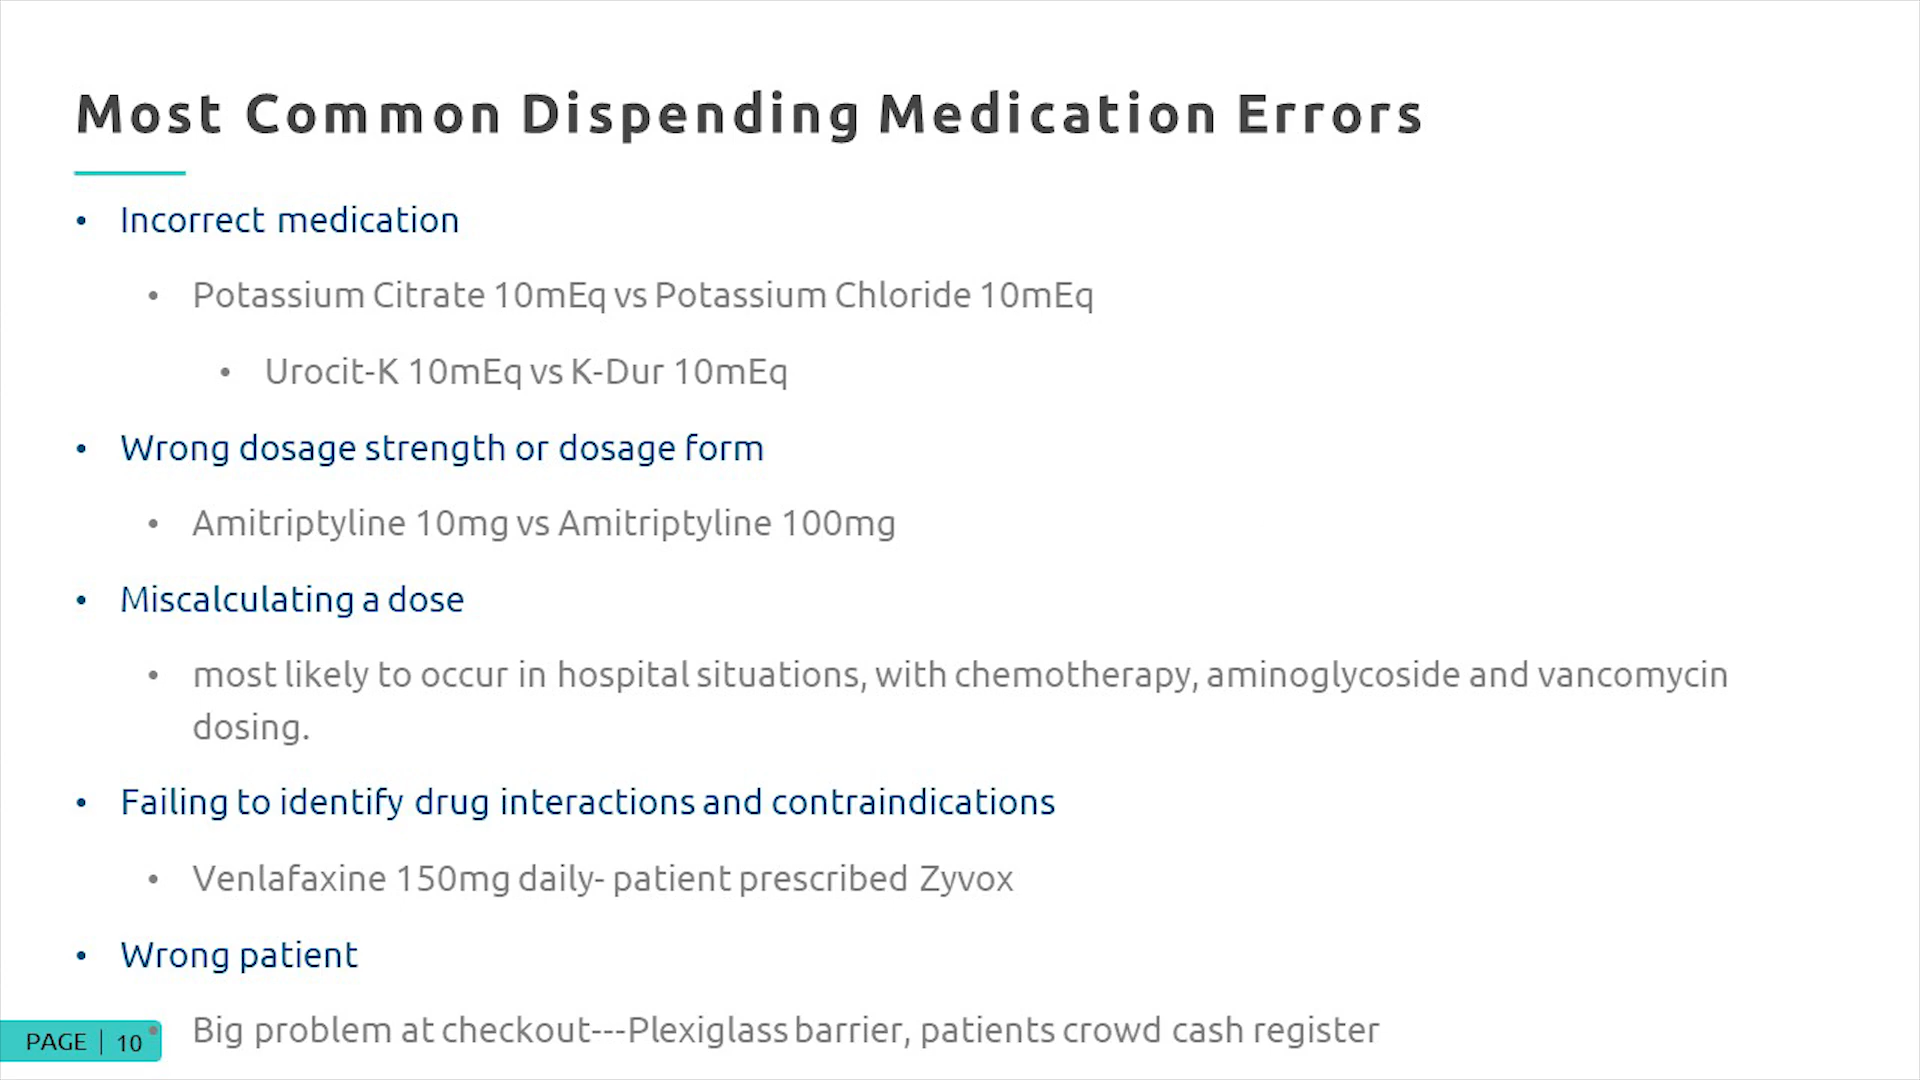 Most Common Dispending Medication Errors
• Incorrect medication
• Potassium Citrate 10mEq vs Potassium Chloride 10mEq
• Urocit-K 10mEq vs K-Dur 10mEq
• Wrong dosage strength or dosage form
• Amitriptyline 10mg vs Amitriptyline 100mg
• Miscalculating a dose
• most likely to occur in hospital situations, with chemotherapy, aminoglycoside and vancomycin
dosing.
• Failing to identify drug interactions and contraindications
• Venlafaxine 150mg daily- patient prescribed Zyvox
• Wrong patient
• Big problem at checkout---Plexiglass barrier, patients crowd cash register
PAGE | 10